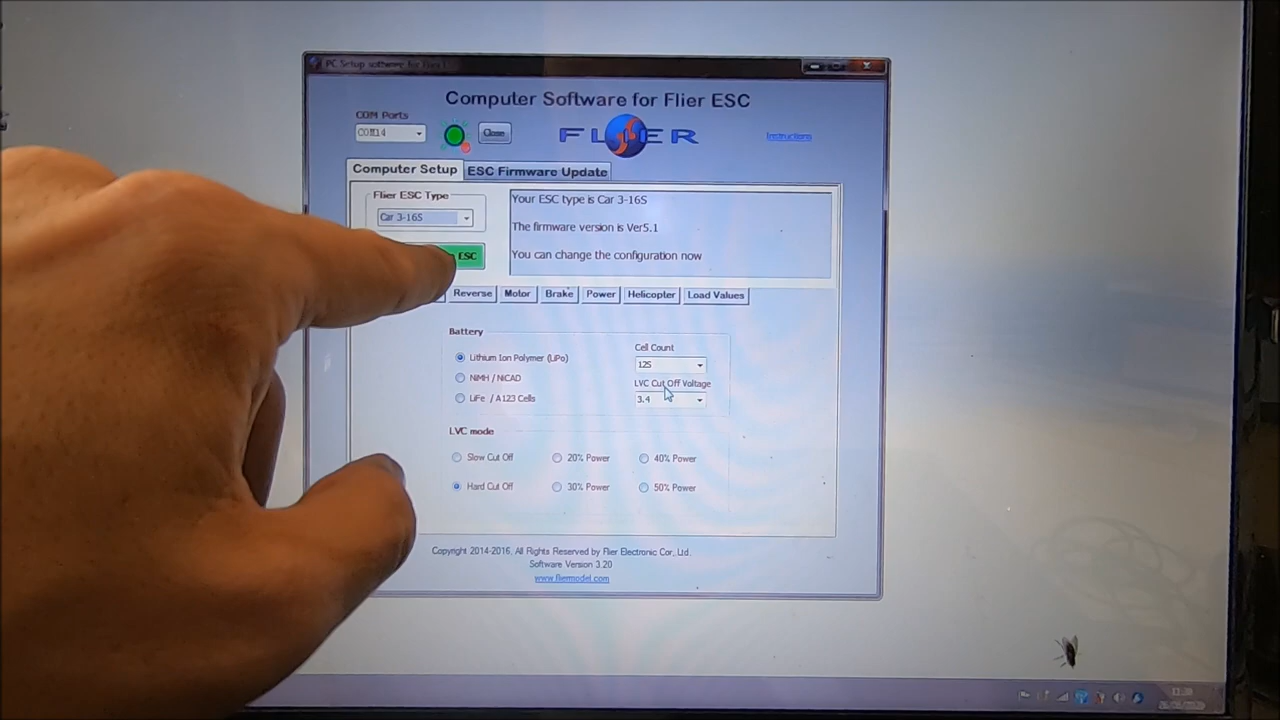 PC Setup software for Flier
Computer Software for Flier ESC
COM Ports
COM14
Close
FLIER
Instructions
Computer Setup
ESC Firmware Update
Flier ESC Type
Car 3-16S
Your ESC type is Car 3-16S
The firmware version is Ver5.1
You can change the configuration now
ESC
Reverse
Motor
Brake
Power
Helicopter
Load Values
Battery
Lithium Ion Polymer (LiPo)
NiMH / NiCAD
LiFe / A123 Cells
Cell Count
12S
LVC Cut Off Voltage
3.4
LVC mode
Slow Cut Off
20% Power
40% Power
Hard Cut Off
30% Power
50% Power
Copyright 2014-2016, All Rights Reserved by Flier Electronic Cor, Ltd.
Software Version 3.20
www.fliermodel.com